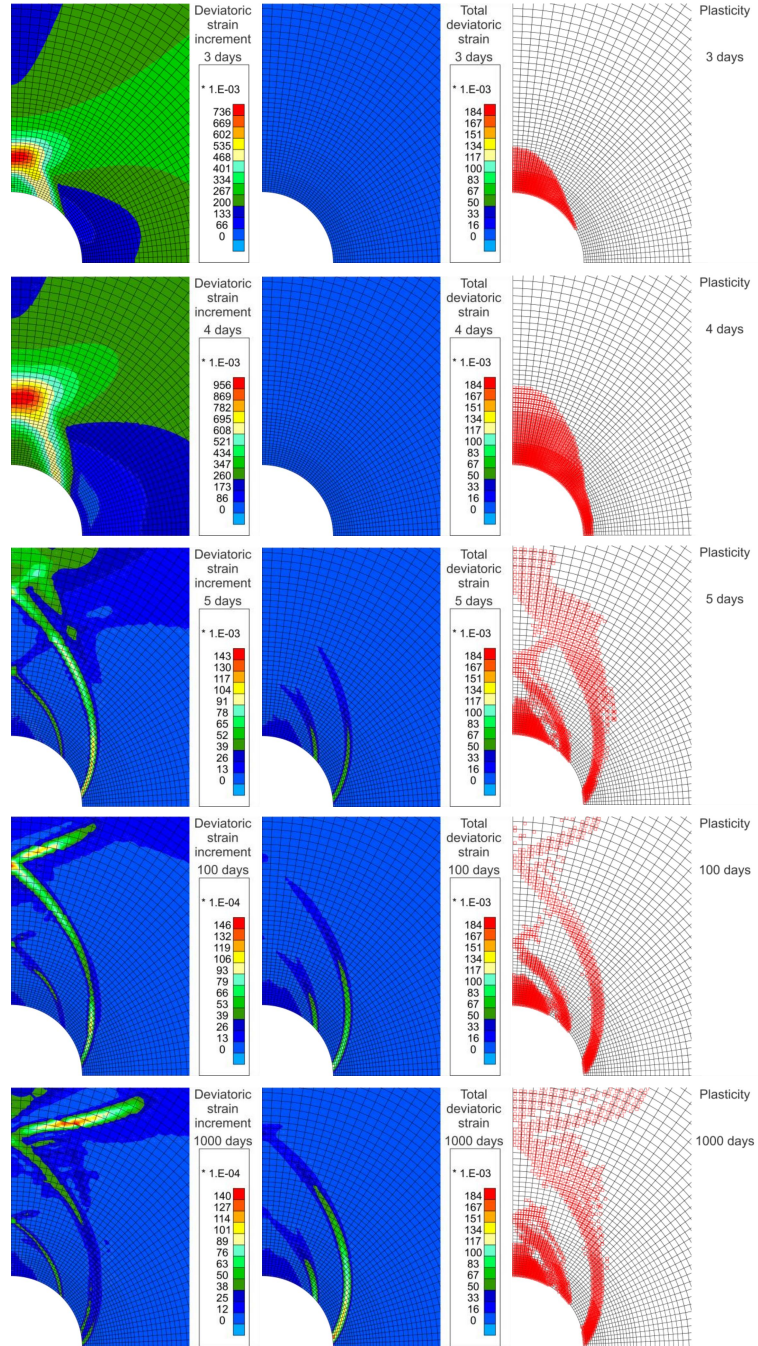 Deviatoric
strain
increment
3 days
* 1.E-03
736
669
602
535
468
401
334
267
200
133
66
0
Total
deviatoric
strain
3 days
* 1.E-03
184
167
151
134
117
100
83
67
50
33
16
0
Plasticity
3 days
Deviatoric
strain
increment
4 days
* 1.E-03
956
869
782
695
608
521
434
347
260
173
86
0
Total
deviatoric
strain
4 days
* 1.E-03
184
167
151
134
117
100
83
67
50
33
16
0
Plasticity
4 days
Deviatoric
strain
increment
5 days
* 1.E-03
143
130
117
104
91
78
65
52
39
26
13
0
Total
deviatoric
strain
5 days
* 1.E-03
184
167
151
134
117
100
83
67
50
33
16
0
Plasticity
5 days
Deviatoric
strain
increment
100 days
* 1.E-04
146
132
119
106
93
79
66
53
39
26
13
0
Total
deviatoric
strain
100 days
* 1.E-03
184
167
151
134
117
100
83
67
50
33
16
0
Plasticity
100 days
Deviatoric
strain
increment
1000 days
* 1.E-04
140
127
114
101
89
76
63
50
38
25
12
0
Total
deviatoric
strain
1000 days
* 1.E-03
184
167
151
134
117
100
83
67
50
33
16
0
Plasticity
1000 days